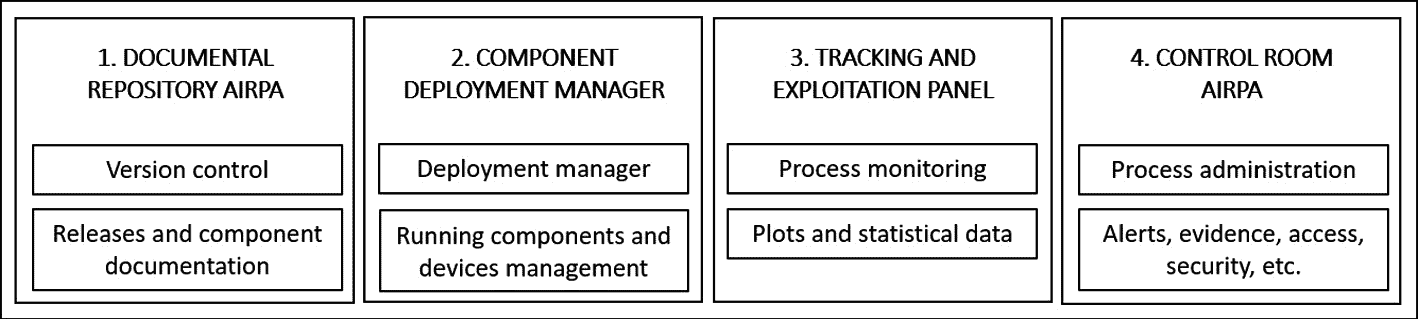 1. DOCUMENTAL
REPOSITORY AIRPA
Version control
Releases and component
documentation
2. COMPONENT
DEPLOYMENT MANAGER
Deployment manager
Running components and
devices management
3. TRACKING AND
EXPLOITATION PANEL
Process monitoring
Plots and statistical data
4. CONTROL ROOM
AIRPA
Process administration
Alerts, evidence, access,
security, etc.